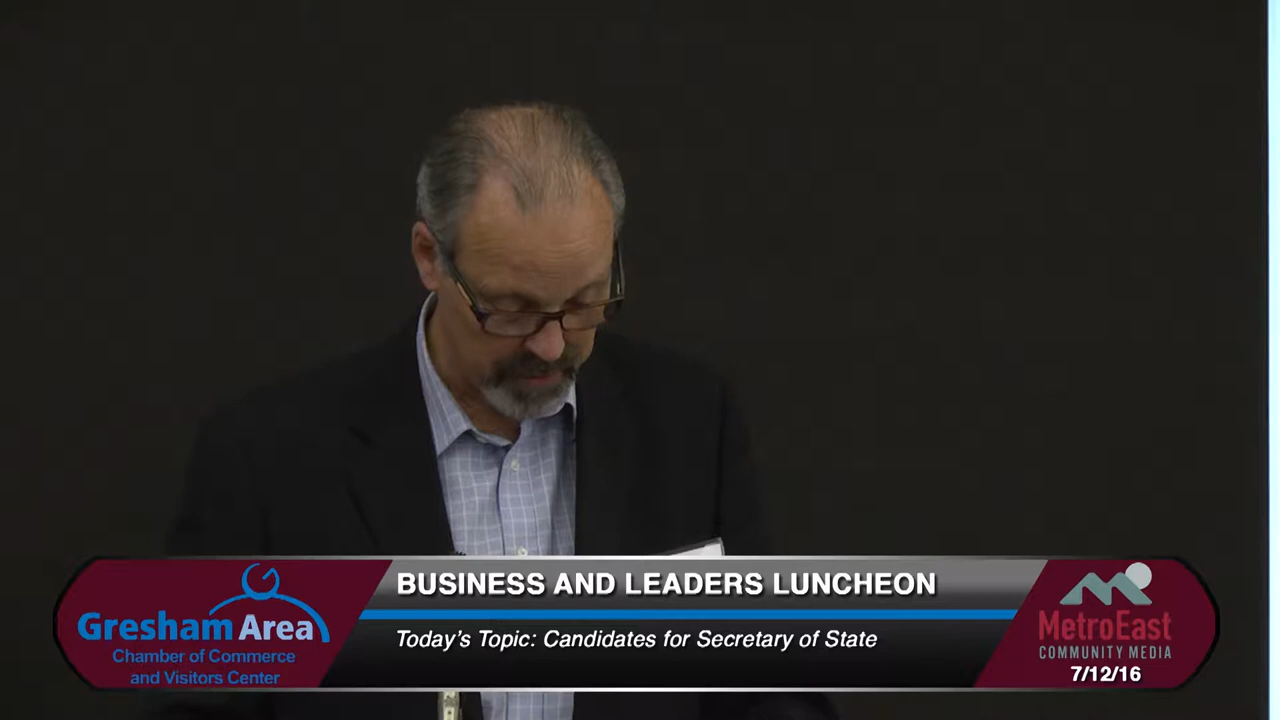 BUSINESS AND LEADERS LUNCHEON
Today's Topic: Candidates for Secretary of State
Gresham Area
Chamber of Commerce
and Visitors Center
MetroEast
COMMUNITY MEDIA
7/12/16